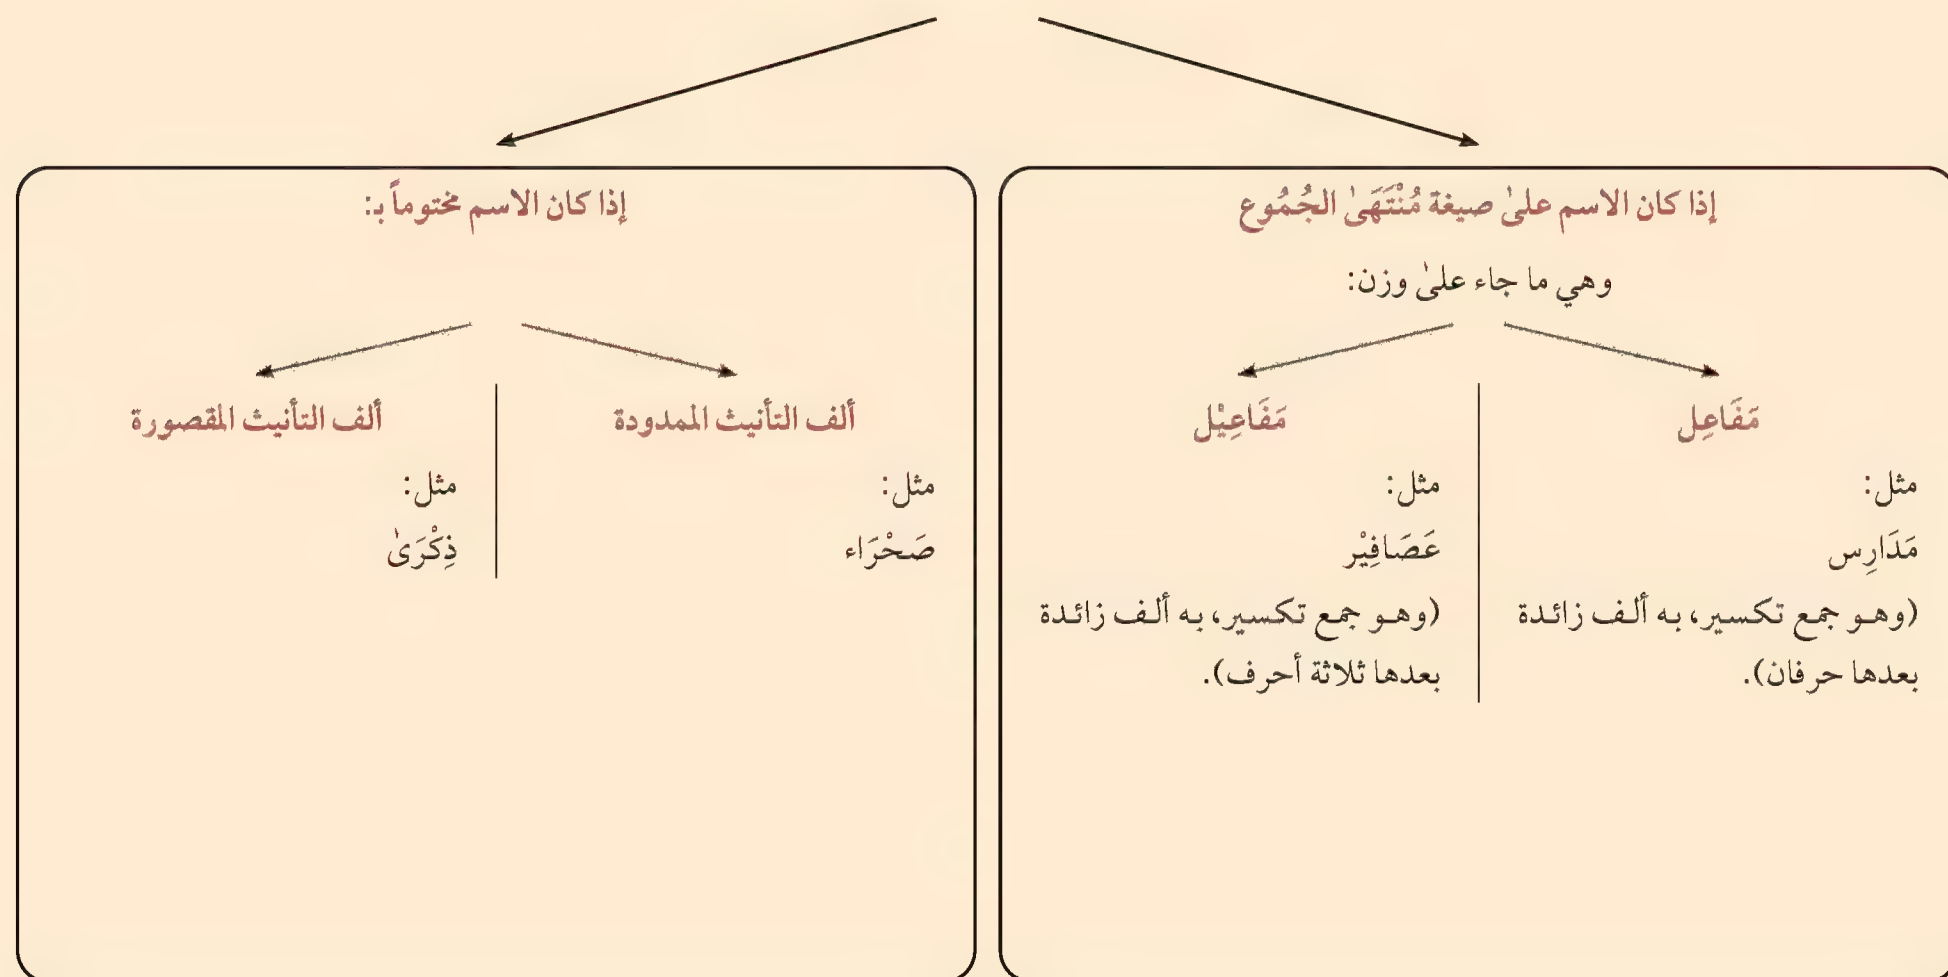 إذا كان الاسم علىٰ صيغة مُنْتَهَىٰ الجُمُوع
وهي ما جاء علىٰ وزن:
مَفَاعِل
مثل:
مَدَارِس
(وهو جمع تكسير، به ألف زائدة
بعدها حرفان).
مَفَاعِيْل
مثل:
عَصَافِيْر
(وهو جمع تكسير، به ألف زائدة
بعدها ثلاثة أحرف).
إذا كان الاسم مختوماً بـ:
ألف التأنيث الممدودة
مثل:
صَحْرَاء
ألف التأنيث المقصورة
مثل:
ذِكْرَىٰ